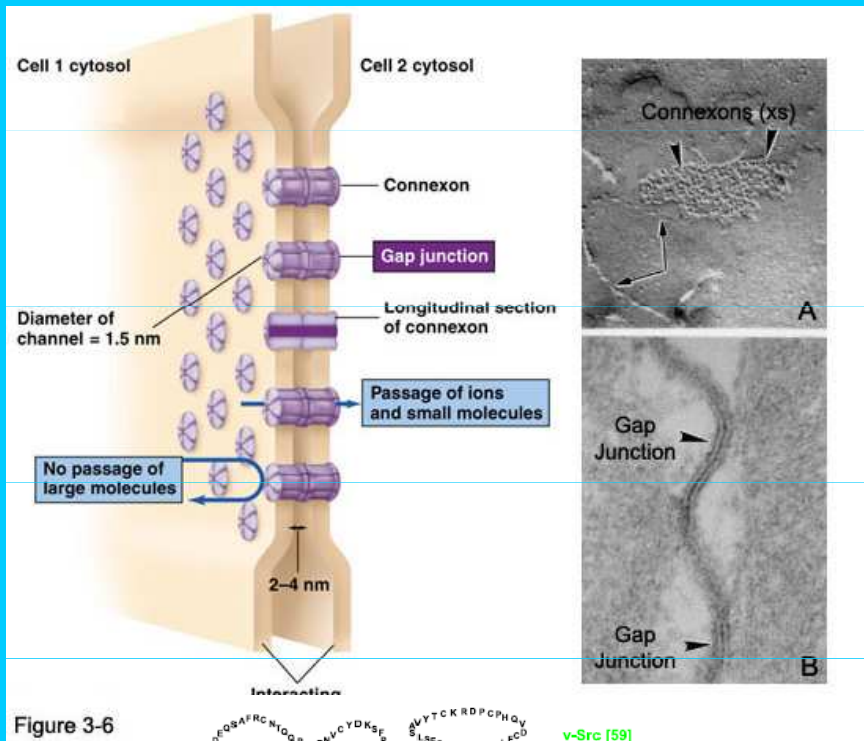 Cell 1 cytosol
Cell 2 cytosol
Connexons (xs)
Connexon
Gap junction
Longitudinal section
of connexon
Diameter of
channel = 1.5 nm
A
Passage of ions
and small molecules
No passage of
large molecules
Gap
Junction
2–4 nm
Gap
Junction
B
Interacting
Figure 3-6
v-Src [59]